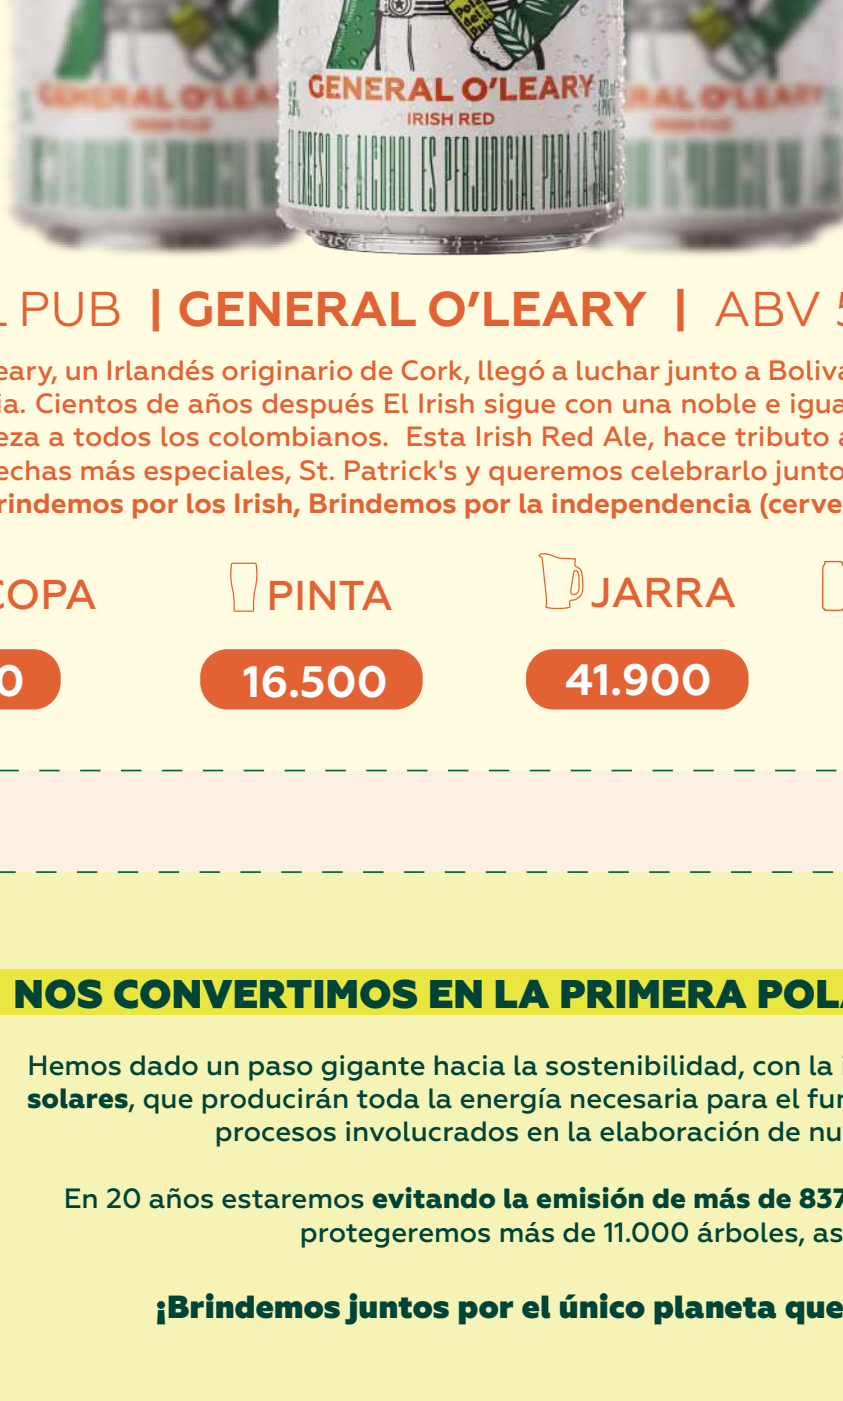 GENERAL O'LEARY
IRISH RED
EL EXCESO DE ALCOHOL ES PERJUDICIAL PARA LA
PUB | GENERAL O'LEARY | ABV
eary, un Irlandés originario de Cork, llegó a luchar junto a Boliva
ia. Cientos de años después El Irish sigue con una noble e igua
eza a todos los colombianos. Esta Irish Red Ale, hace tributo a
echas más especiales, St. Patrick's y queremos celebrarlo junto
rindemos por los Irish, Brindemos por la independencia (cerve
COPA PINTA JARRA
0 16.500 41.900
NOS CONVERTIMOS EN LA PRIMERA POLA
Hemos dado un paso gigante hacia la sostenibilidad, con la i
solares, que producirán toda la energía necesaria para el fun
procesos involucrados en la elaboración de nu
En 20 años estaremos evitando la emisión de más de 837
protegeremos más de 11.000 árboles, as
¡Brindemos juntos por el único planeta que